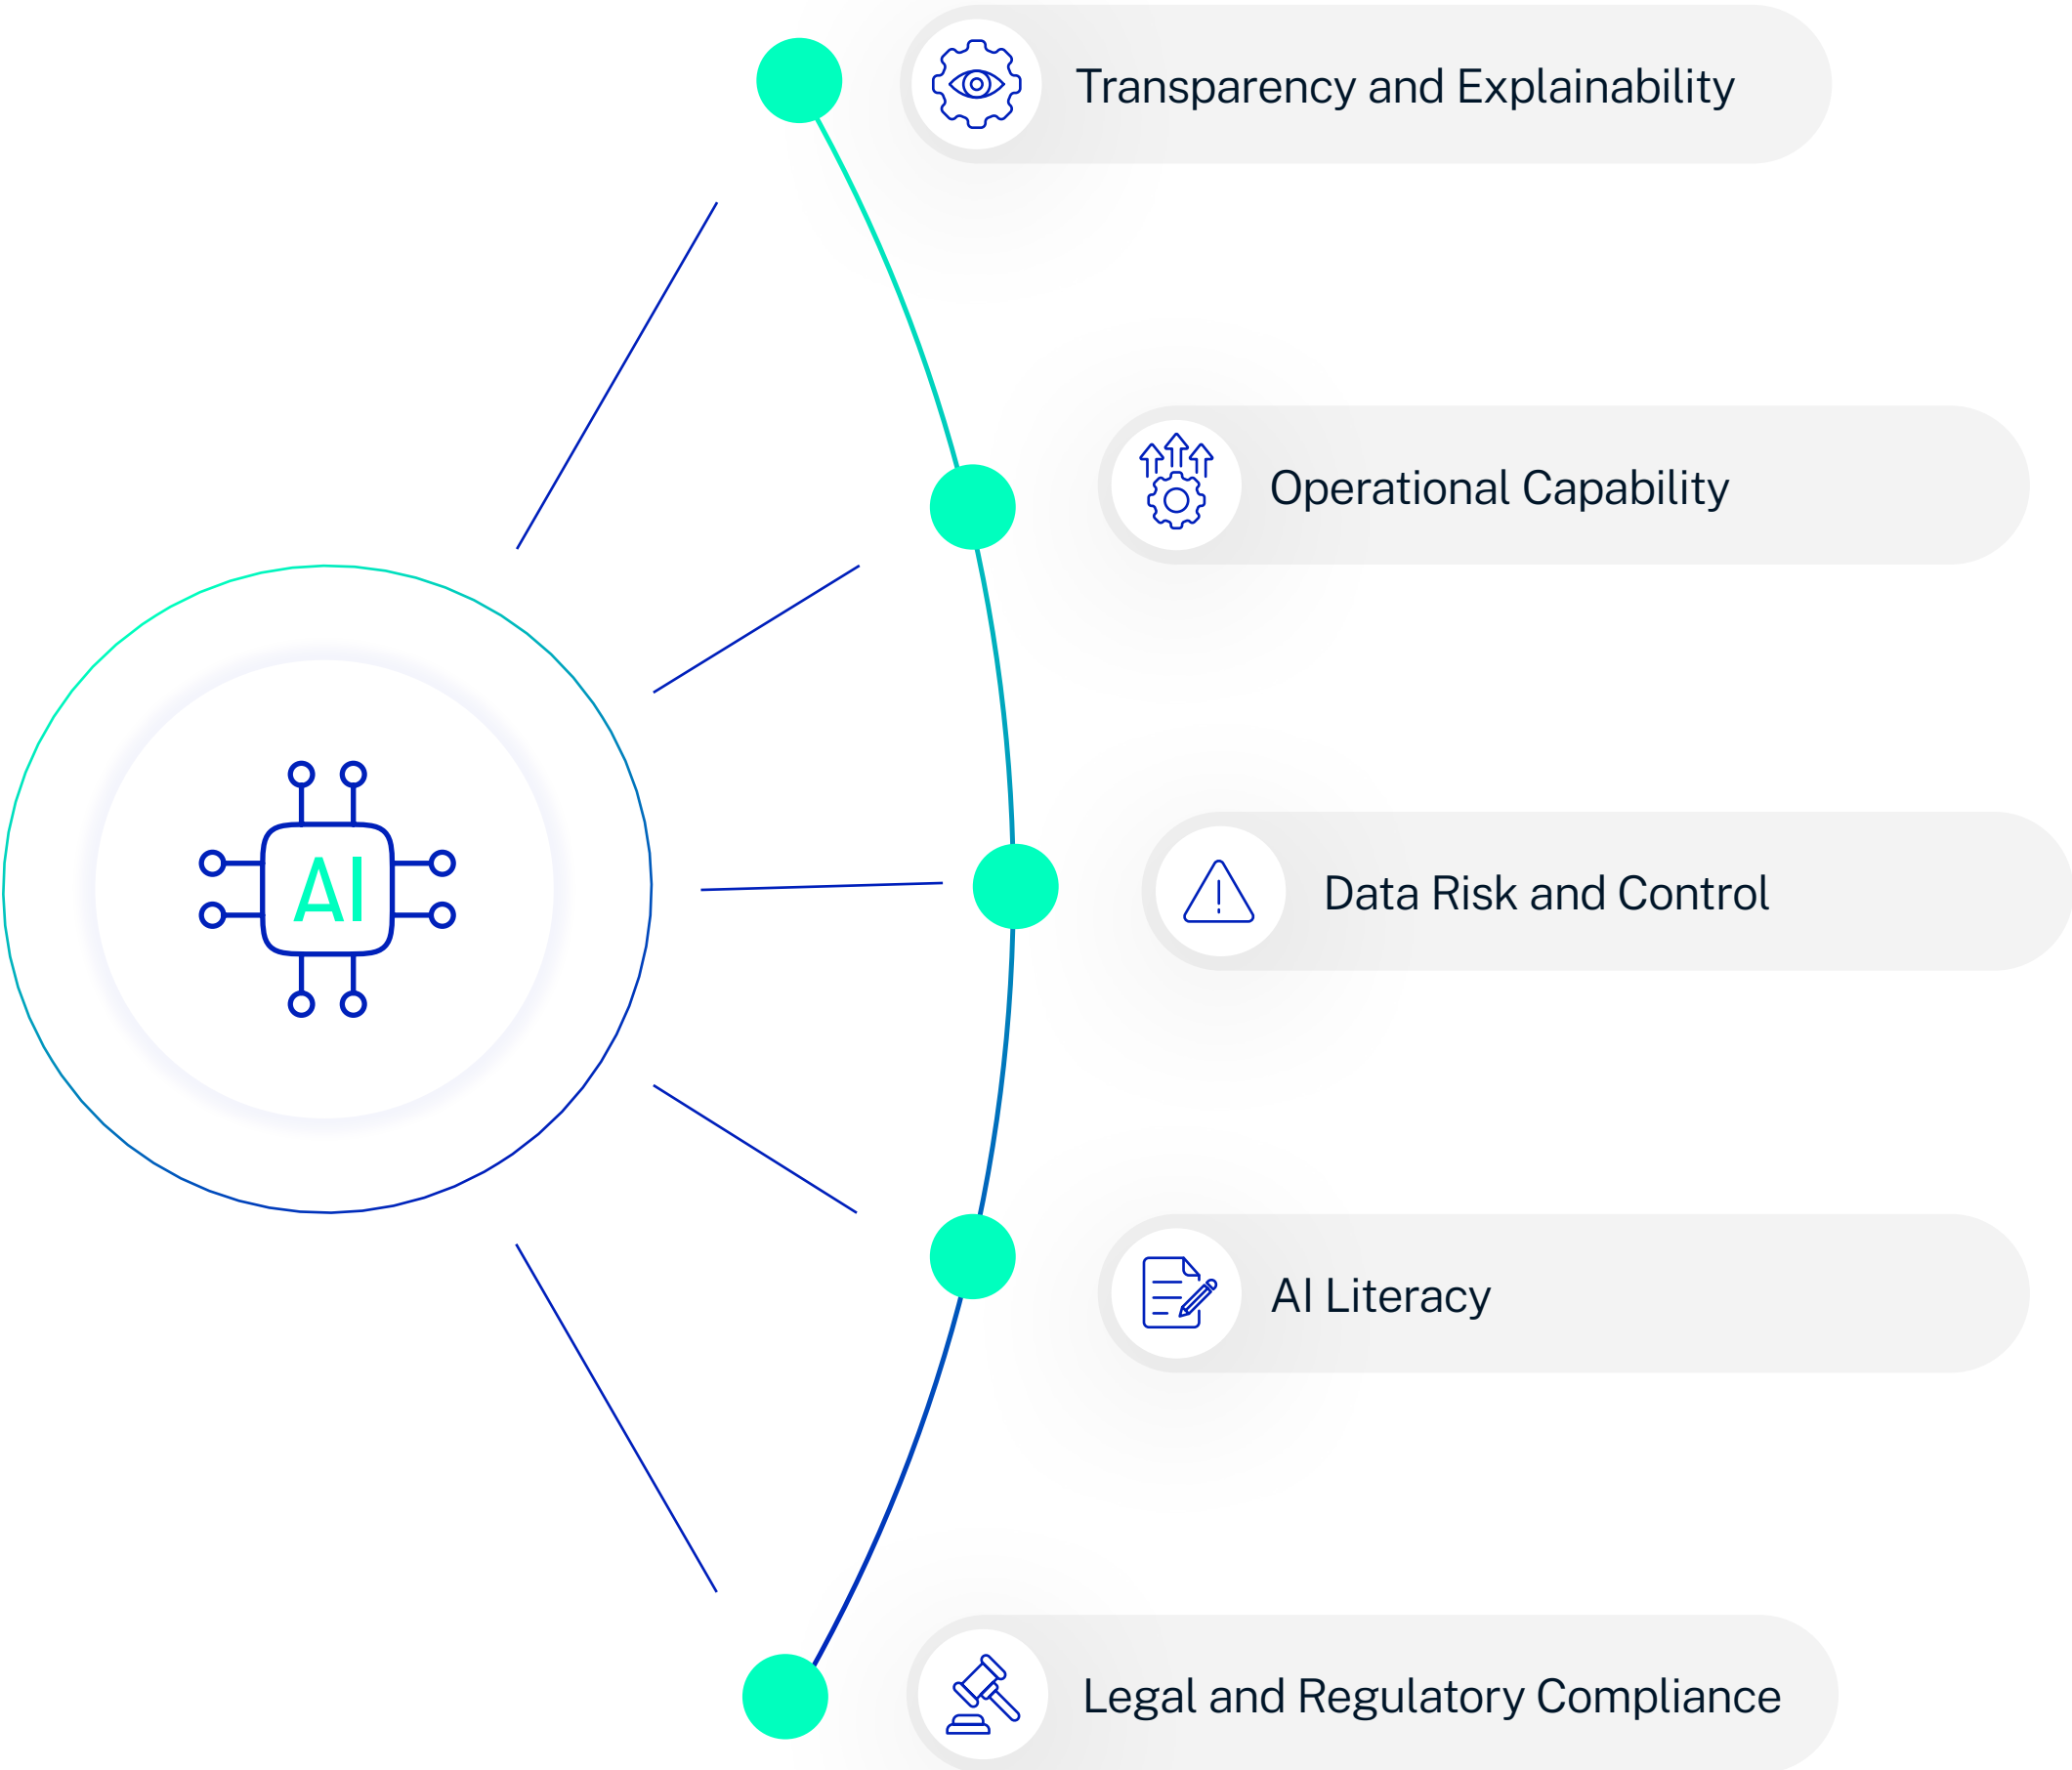 Transparency and Explainability
Operational Capability
AI
Data Risk and Control
AI Literacy
Legal and Regulatory Compliance